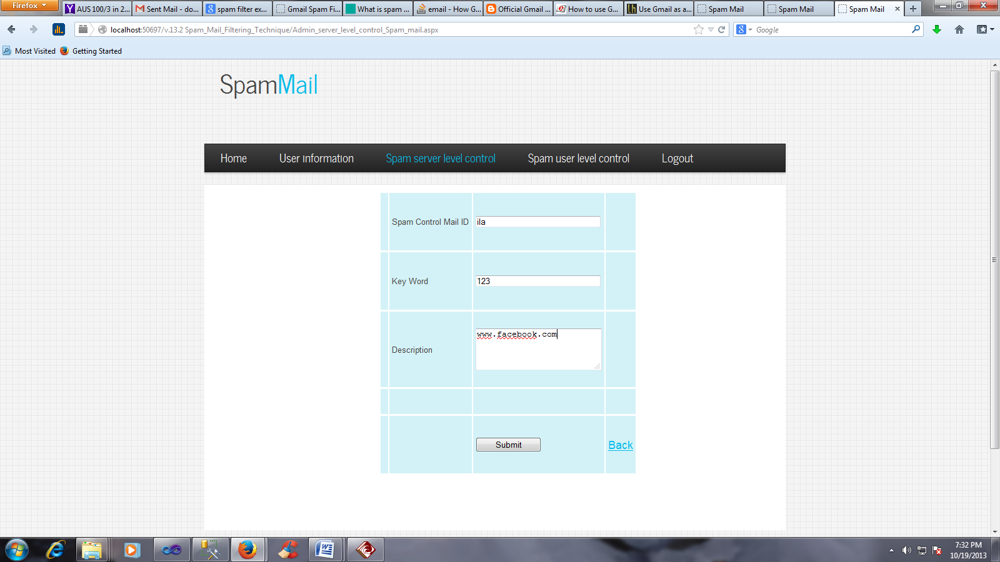 Firefox
AUS 100/3 in 2...
Sent Mail - do...
spam filter ex...
Gmail Spam Fi...
What is spam ...
email - How G...
Official Gmail ...
How to use G...
Use Gmail as a...
Spam Mail
Spam Mail
Spam Mail
localhost:50697/v.13.2 Spam_Mail_Filtering_Technique/Admin_server_level_control_Spam_mail.aspx
Google
Most Visited
Getting Started
SpamMail
Home
User information
Spam server level control
Spam user level control
Logout
Spam Control Mail ID
ila
Key Word
123
Description
www.facebook.com
Submit
Back
7:32 PM
10/19/2013